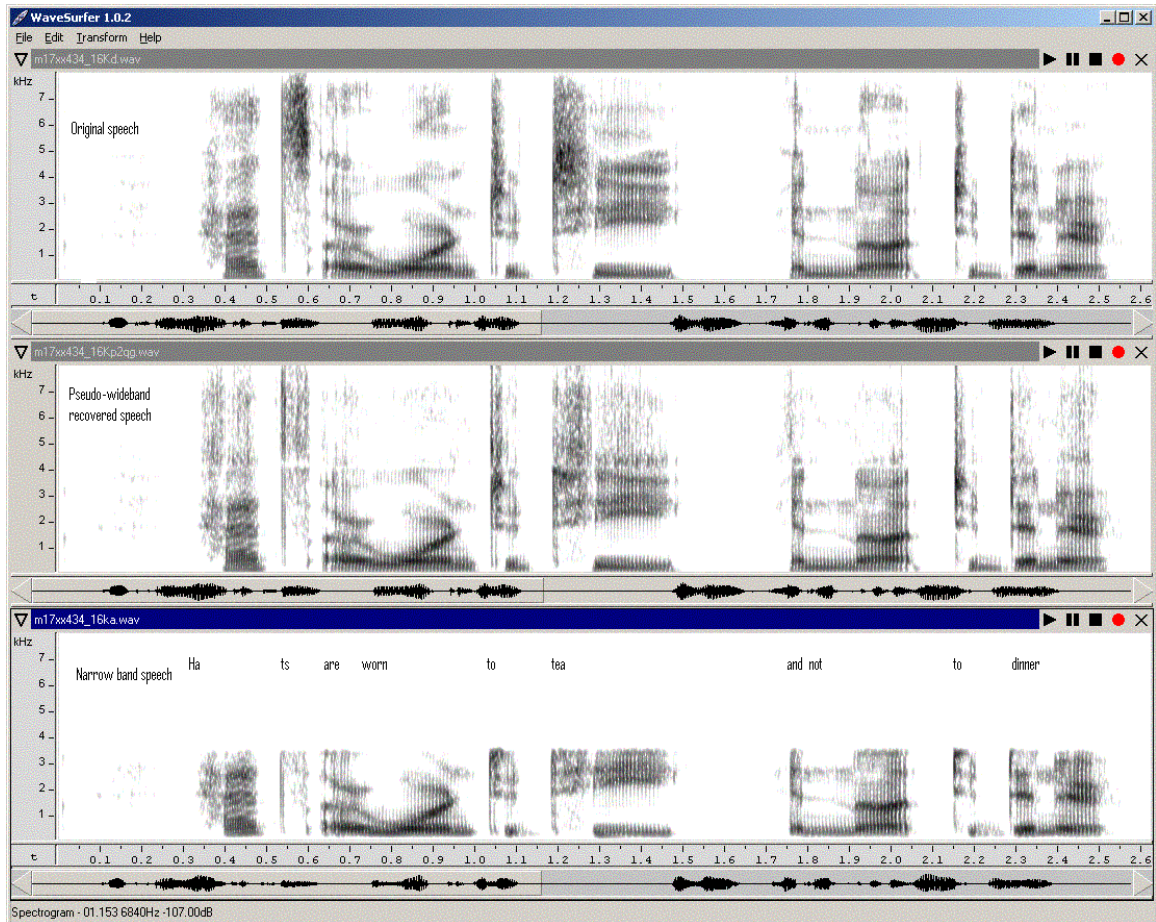 WaveSurfer 1.0.2
File Edit Transform Help
m17xx434_16Kd.wav
kHz
7
6
5
4
3
2
1
Original speech
t 0.1 0.2 0.3 0.4 0.5 0.6 0.7 0.8 0.9 1.0 1.1 1.2 1.3 1.4 1.5 1.6 1.7 1.8 1.9 2.0 2.1 2.2 2.3 2.4 2.5 2.6
m17xx434_16Kp2qg.wav
kHz
7
6
5
4
3
2
1
Pseudo-wideband
recovered speech
m17xx434_16ka.wav
kHz
7
6
5
4
3
2
1
Narrow band speech
Ha ts are worn to tea and not to dinner
t 0.1 0.2 0.3 0.4 0.5 0.6 0.7 0.8 0.9 1.0 1.1 1.2 1.3 1.4 1.5 1.6 1.7 1.8 1.9 2.0 2.1 2.2 2.3 2.4 2.5 2.6
Spectrogram - 01.153 6840Hz -107.00dB